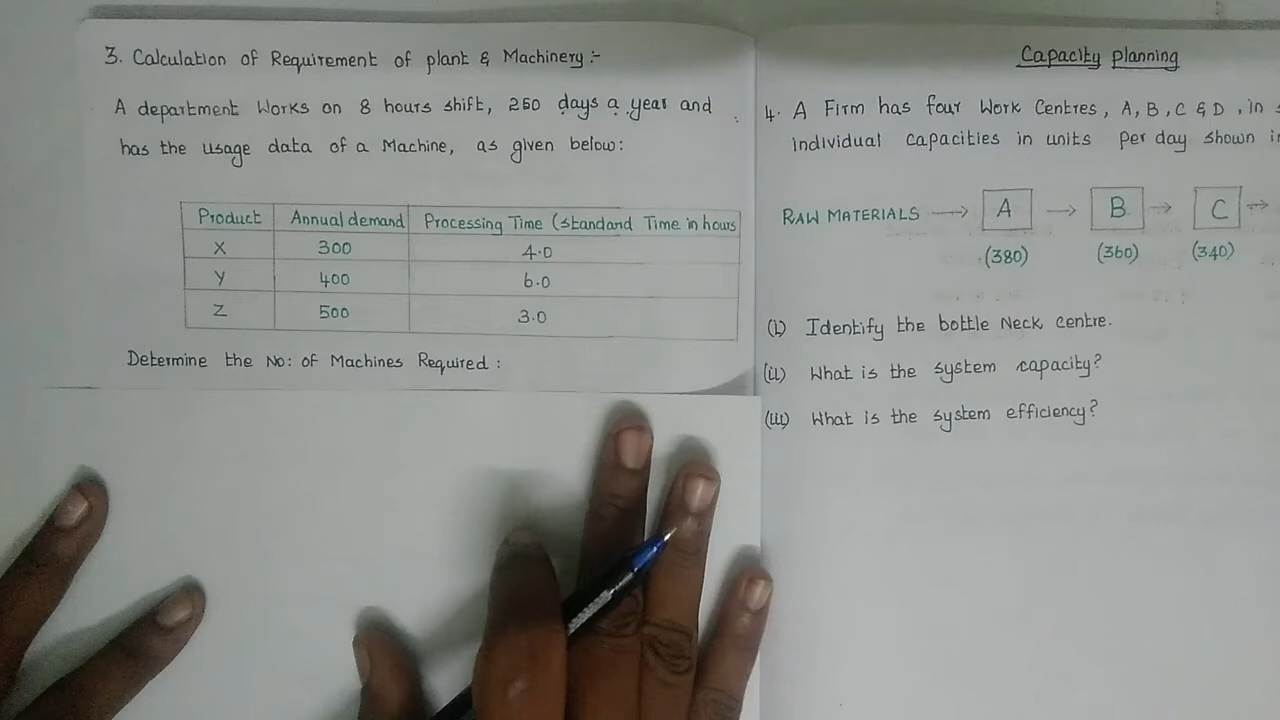 3. Calculation of Requirement of plant & Machinery :-
A department Works on 8 hours shift, 250 days a year and
has the usage data of a Machine, as given below:
Product Annual demand Processing Time (standard Time in hours
X 300 4.0
Y 400 6.0
Z 500 3.0
Determine the No: of Machines Required :
Capacity planning
4. A Firm has four Work Centres, A, B, C & D, in
individual capacities in units per day shown
RAW MATERIALS → A → B → C →
(380) (360) (340)
(i) Identify the bottle Neck centre.
(ii) What is the system capacity?
(iii) What is the system efficiency?